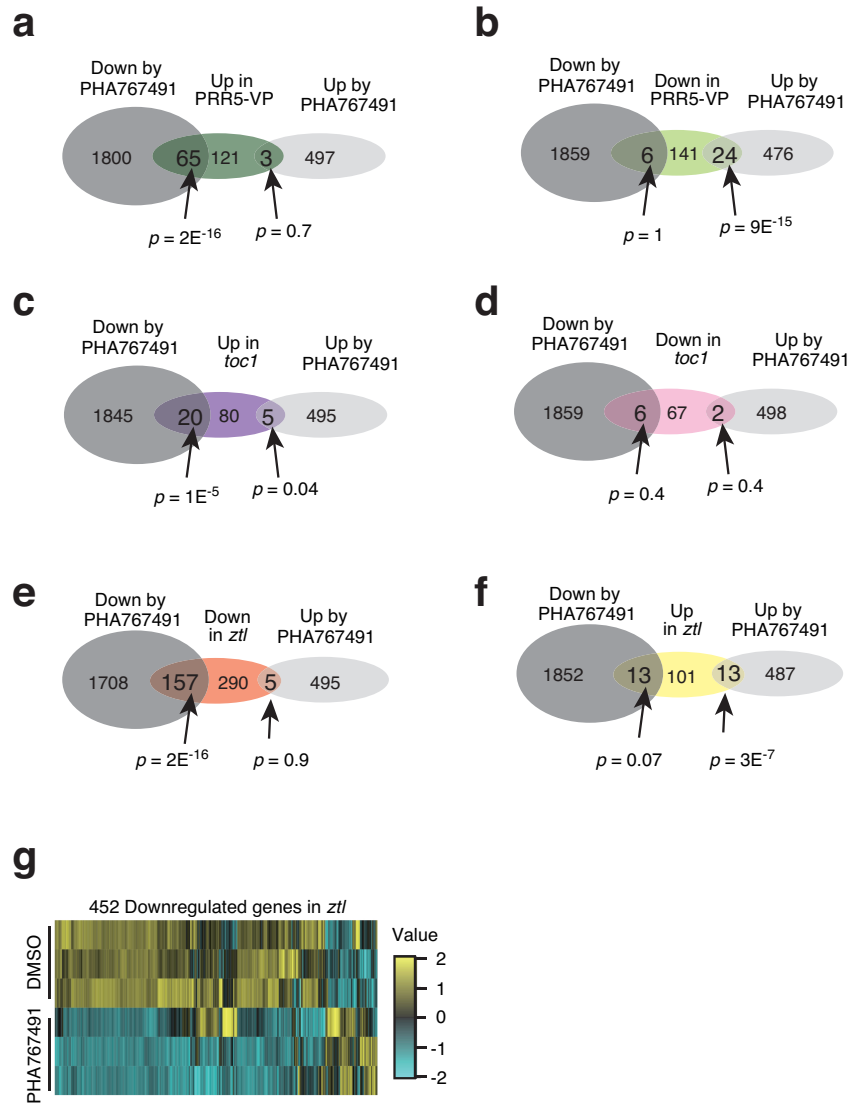 a
Down by
PHA767491
Up in
PRR5-VP
Up by
PHA767491
1800
65
121
3
497
p = 2E-16
p = 0.7
b
Down by
PHA767491
Down in
PRR5-VP
Up by
PHA767491
1859
6
141
24
476
p = 1
p = 9E-15
c
Down by
PHA767491
Up in
toc1
Up by
PHA767491
1845
20
80
5
495
p = 1E-5
p = 0.04
d
Down by
PHA767491
Down in
toc1
Up by
PHA767491
1859
6
67
2
498
p = 0.4
p = 0.4
e
Down by
PHA767491
Down
in ztl
Up by
PHA767491
1708
157
290
5
495
p = 2E-16
p = 0.9
f
Down by
PHA767491
Up
in ztl
Up by
PHA767491
1852
13
101
13
487
p = 0.07
p = 3E-7
g
452 Downregulated genes in ztl
DMSO
PHA767491
Value
2
1
0
-1
-2